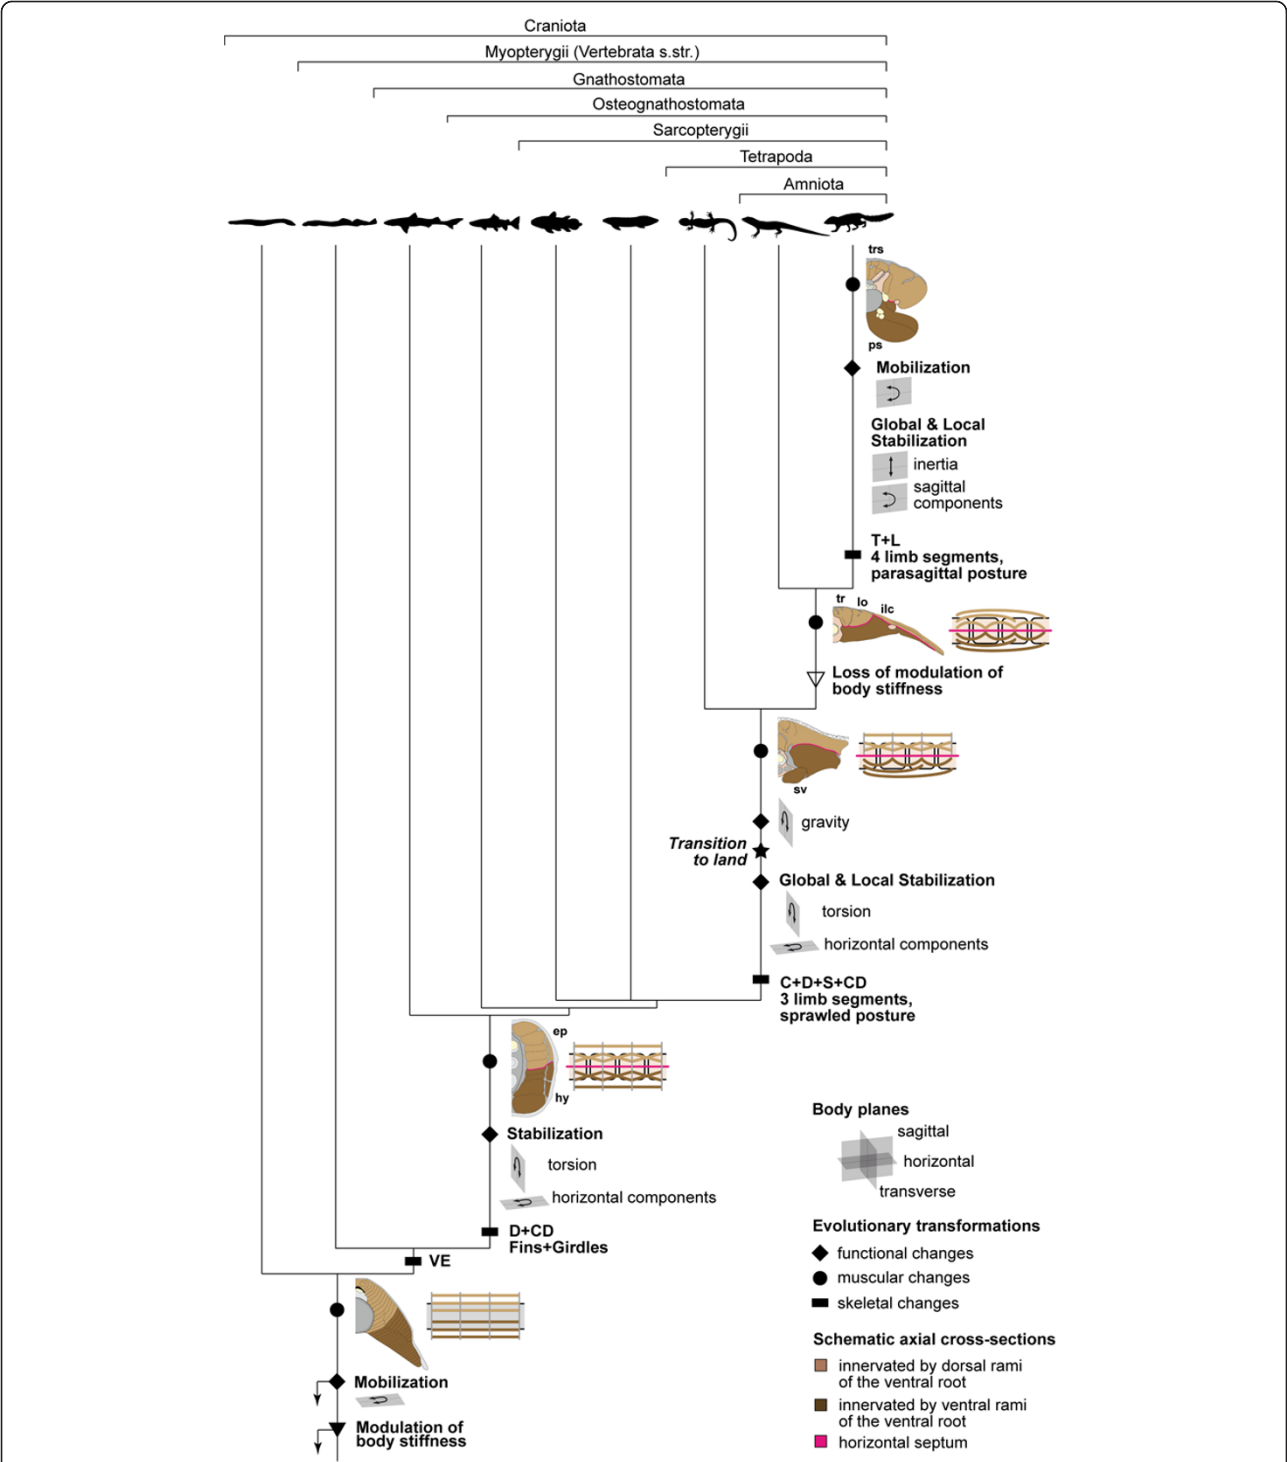 Craniota
Myopterygii (Vertebrata s.str.)
Gnathostomata
Osteognathostomata
Sarcopterygii
Tetrapoda
Amniota
trs
ps
Mobilization
Global & Local
Stabilization
inertia
sagittal
components
T+L
4 limb segments,
parasagittal posture
tr lo ilc
Loss of modulation of
body stiffness
sv
gravity
Transition
to land
Global & Local Stabilization
torsion
horizontal components
C+D+S+CD
3 limb segments,
sprawled posture
ep
hy
Stabilization
torsion
horizontal components
D+CD
Fins+Girdles
VE
Mobilization
Modulation of
body stiffness
Body planes
sagittal
horizontal
transverse
Evolutionary transformations
functional changes
muscular changes
skeletal changes
Schematic axial cross-sections
innervated by dorsal rami
of the ventral root
innervated by ventral rami
of the ventral root
horizontal septum